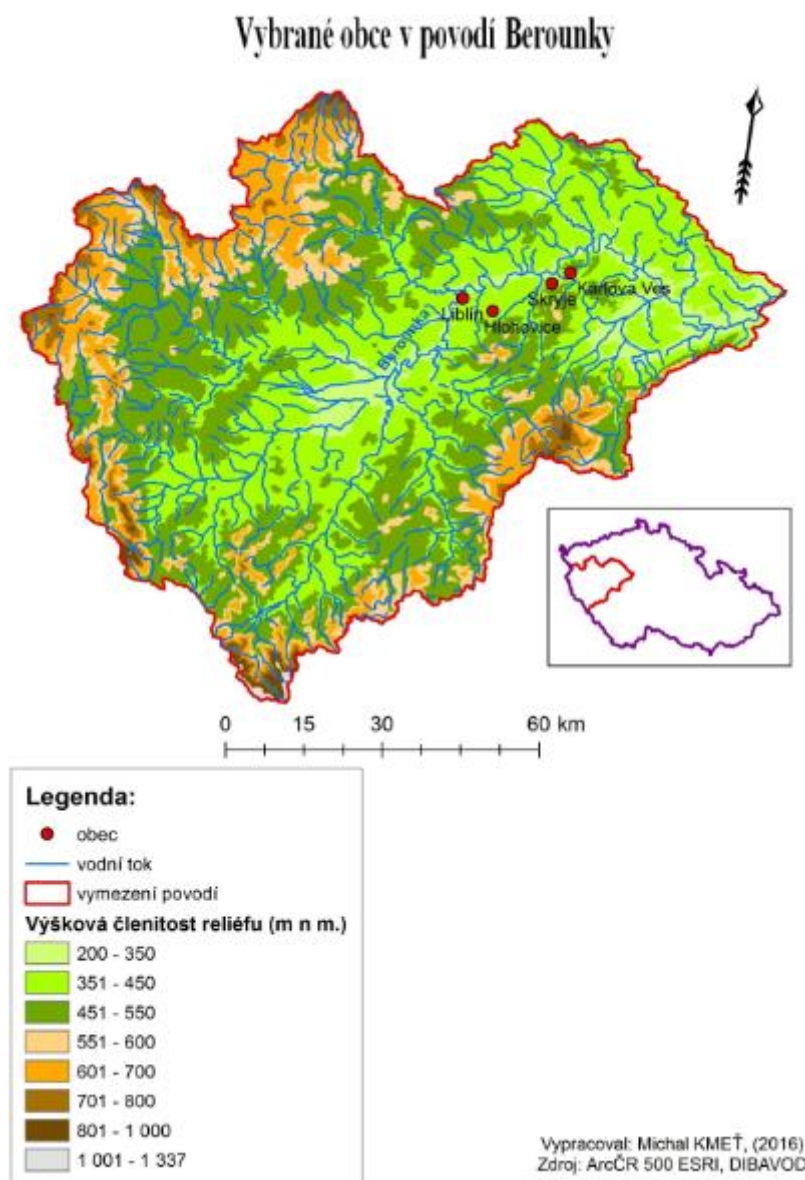 Vybrané obce v povodí Berounky
Karlova Ves
Skryje
Liblín
Hlohovice
Berounka
0 15 30 60 km
Legenda:
obec
vodní tok
vymezení povodí
Výšková členitost reliéfu (m n m.)
200 - 350
351 - 450
451 - 550
551 - 600
601 - 700
701 - 800
801 - 1 000
1 001 - 1 337
Vypracoval: Michal KMEŤ, (2016)
Zdroj: ArcČR 500 ESRI, DIBAVOD